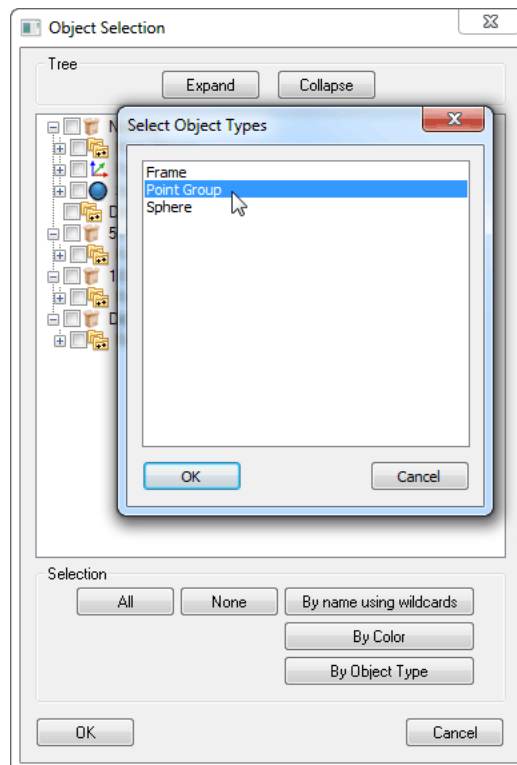 Object Selection
Tree
Expand Collapse
Select Object Types
Frame
Point Group
Sphere
OK Cancel
Selection
All None By name using wildcards
By Color
By Object Type
OK Cancel